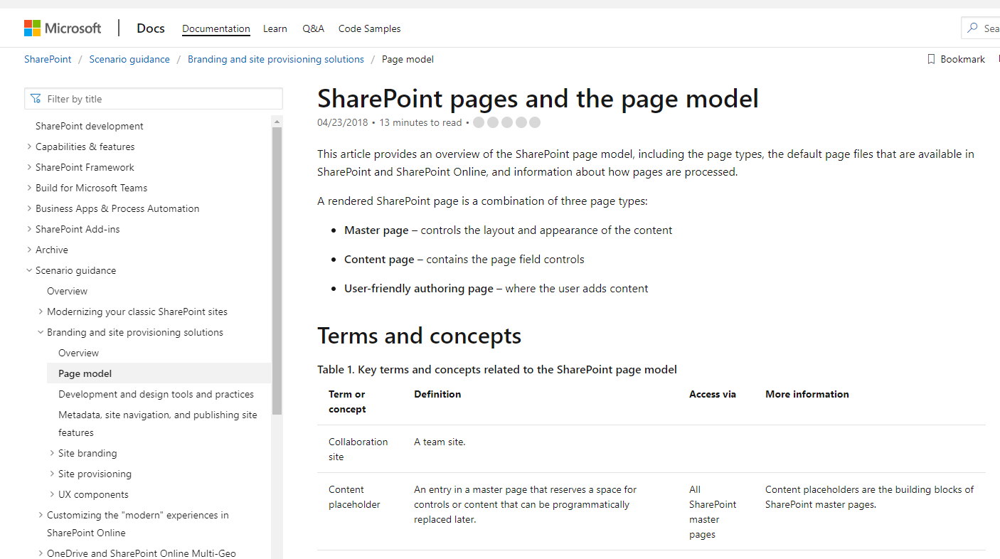 Microsoft Docs Documentation Learn Q&A Code Samples
SharePoint / Scenario guidance / Branding and site provisioning solutions / Page model
Bookmark
Filter by title
SharePoint development
Capabilities & features
SharePoint Framework
Build for Microsoft Teams
Business Apps & Process Automation
SharePoint Add-ins
Archive
Scenario guidance
Overview
Modernizing your classic SharePoint sites
Branding and site provisioning solutions
Overview
Page model
Development and design tools and practices
Metadata, site navigation, and publishing site
features
Site branding
Site provisioning
UX components
Customizing the "modern" experiences in
SharePoint Online
OneDrive and SharePoint Online Multi-Geo
SharePoint pages and the page model
04/23/2018 • 13 minutes to read •
This article provides an overview of the SharePoint page model, including the page types, the default page files that are available in
SharePoint and SharePoint Online, and information about how pages are processed.
A rendered SharePoint page is a combination of three page types:
• Master page – controls the layout and appearance of the content
• Content page – contains the page field controls
• User-friendly authoring page – where the user adds content
Terms and concepts
Table 1. Key terms and concepts related to the SharePoint page model
Term or
concept
Definition
Access via
More information
Collaboration
site
A team site.
Content
placeholder
An entry in a master page that reserves a space for
controls or content that can be programmatically
replaced later.
All
SharePoint
master
pages
Content placeholders are the building blocks of
SharePoint master pages.